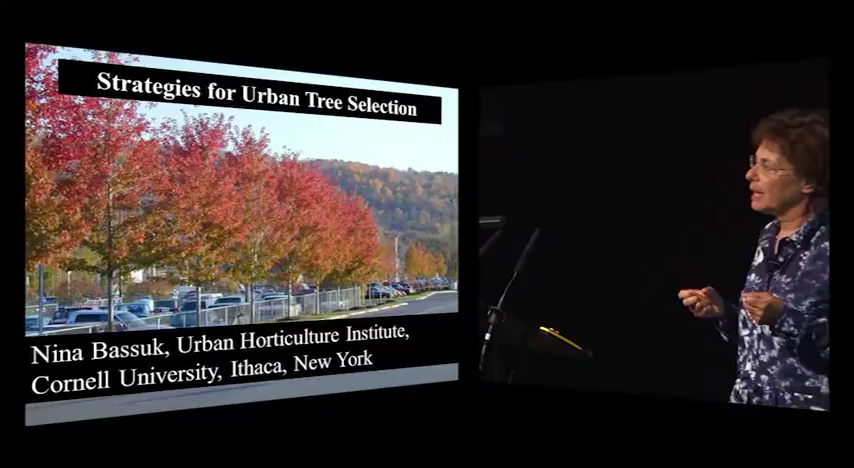 Strategies for Urban Tree Selection
Nina Bassuk, Urban Horticulture Institute,
Cornell University, Ithaca, New York